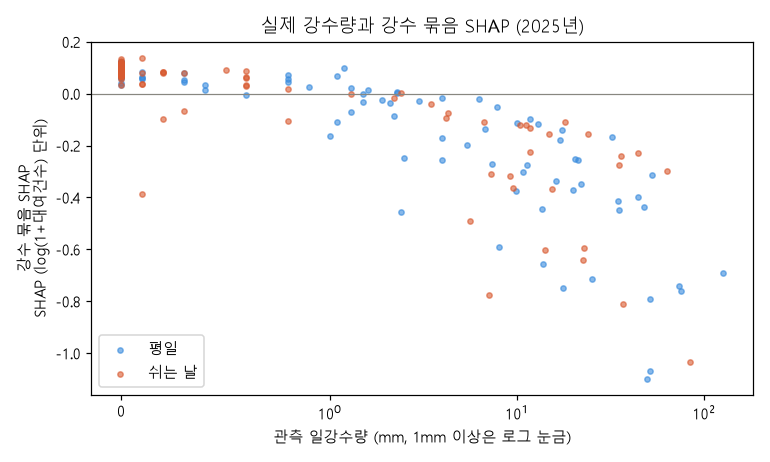 실제 강수량과 강수 묶음 SHAP (2025년)
강수 묶음 SHAP
SHAP (log(1+대여건수) 단위)
0.2
0.0
-0.2
-0.4
-0.6
-0.8
-1.0
평일
쉬는 날
0
10⁰
10¹
10²
관측 일강수량 (mm, 1mm 이상은 로그 눈금)